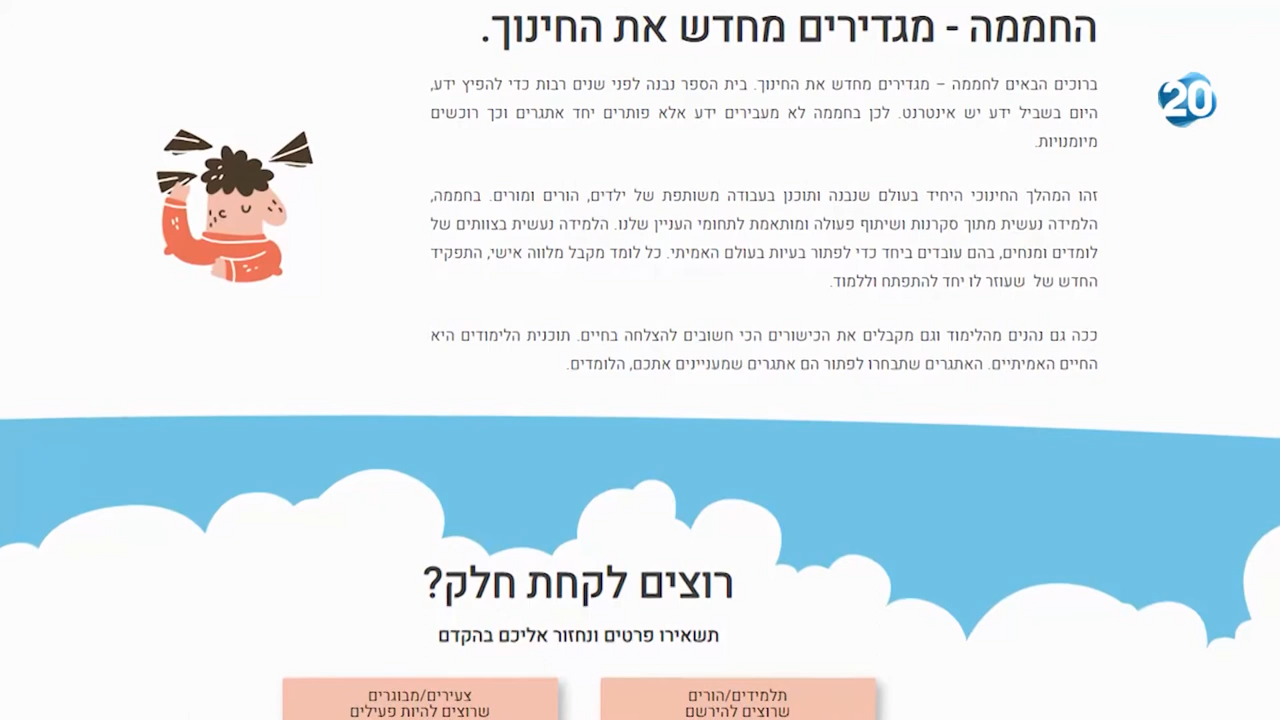 החממה - מגדירים מחדש את החינוך.
20
ברוכים הבאים לחממה – מגדירים מחדש את החינוך. בית הספר נבנה לפני שנים רבות כדי להפיץ ידע,
היום בשביל ידע יש אינטרנט. לכן בחממה לא מעבירים ידע אלא פותרים יחד אתגרים וכך רוכשים
מיומנויות.
זהו המהלך החינוכי היחיד בעולם שנבנה ותוכנן בעבודה משותפת של ילדים, הורים ומורים. בחממה,
הלמידה נעשית מתוך סקרנות ושיתוף פעולה ומותאמת לתחומי העניין שלנו. הלמידה נעשית בצוותים של
לומדים ומנחים, בהם עובדים ביחד כדי לפתור בעיות בעולם האמיתי. כל לומד מקבל מלווה אישי, התפקיד
החדש של שעוזר לו יחד להתפתח וללמוד.
ככה גם נהנים מהלימוד וגם מקבלים את הכישורים הכי חשובים להצלחה בחיים. תוכנית הלימודים היא
החיים האמיתיים. האתגרים שתבחרו לפתור הם אתגרים שמעניינים אתכם, הלומדים.
רוצים לקחת חלק?
תשאירו פרטים ונחזור אליכם בהקדם
תלמידים/הורים
שרוצים להירשם
צעירים/מבוגרים
שרוצים להיות פעילים